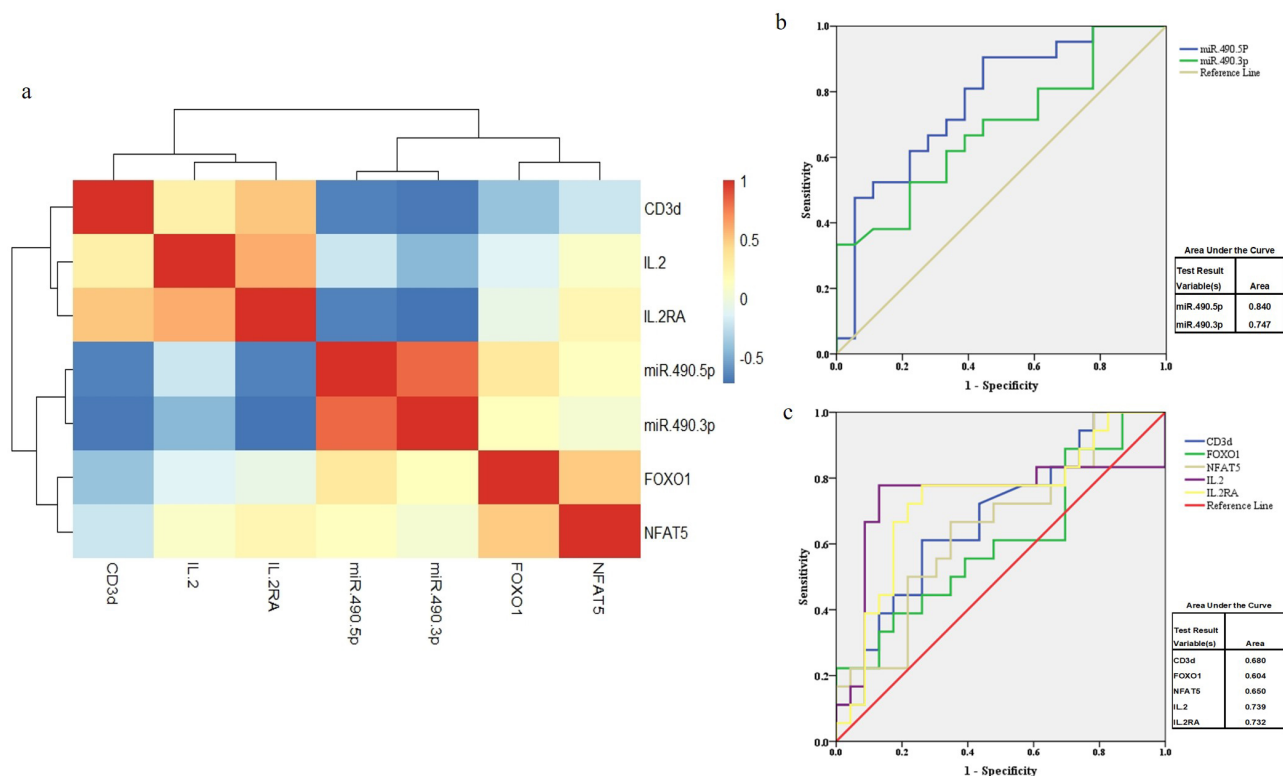 a
CD3d
IL.2
IL.2RA
miR.490.5p
miR.490.3p
FOXO1
NFAT5
CD3d
IL.2
IL.2RA
miR.490.5p
miR.490.3p
FOXO1
NFAT5
1
0.5
0
-0.5
b
1.0
0.8
0.6
0.4
0.2
0.0
Sensitivity
0.0 0.2 0.4 0.6 0.8 1.0
1 - Specificity
miR.490.5P
miR.490.3p
Reference Line
Area Under the Curve
Test Result
Variable(s) Area
miR.490.5p 0.840
miR.490.3p 0.747
c
1.0
0.8
0.6
0.4
0.2
0.0
Sensitivity
0.0 0.2 0.4 0.6 0.8 1.0
1 - Specificity
CD3d
FOXO1
NFAT5
IL.2
IL.2RA
Reference Line
Area Under the Curve
Test Result
Variable(s) Area
CD3d 0.680
FOXO1 0.604
NFAT5 0.650
IL.2 0.739
IL.2RA 0.732